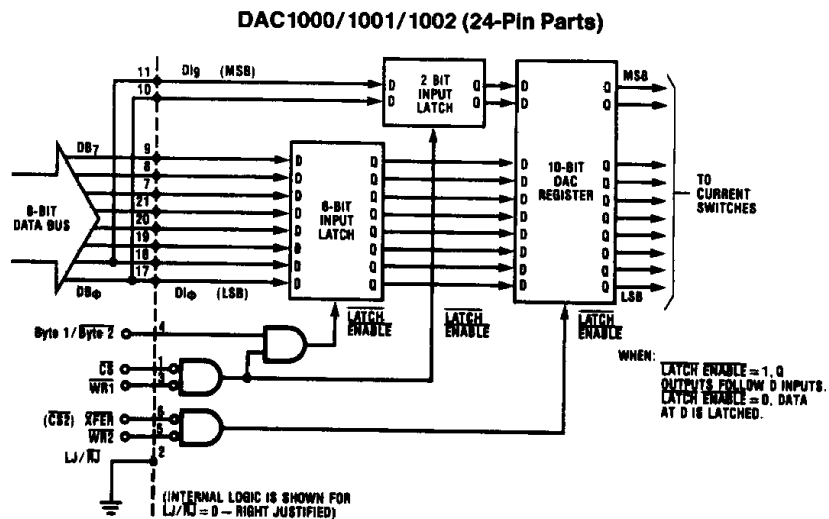 DAC1000/1001/1002 (24-Pin Parts)
11 DI9 (MSB)
10
2 BIT
INPUT
LATCH
D Q
D Q
D Q
D Q
MSB
8-BIT
DATA BUS
DB7
9
8
7
21
20
19
18
17
DBΦ
DIΦ (LSB)
8-BIT
INPUT
LATCH
D Q
D Q
D Q
D Q
D Q
D Q
D Q
D Q
10-BIT
DAC
REGISTER
D Q
D Q
D Q
D Q
D Q
D Q
D Q
D Q
LSB
TO
CURRENT
SWITCHES
LATCH
ENABLE
LATCH
ENABLE
LATCH
ENABLE
Byte 1/Byte 2 4
CS 1
WR1 3
(CS2) XFER 6
WR2 5
LJ/RJ 2
WHEN:
LATCH ENABLE = 1, Q
OUTPUTS FOLLOW D INPUTS.
LATCH ENABLE = 0, DATA
AT D IS LATCHED.
(INTERNAL LOGIC IS SHOWN FOR
LJ/RJ = 0 — RIGHT JUSTIFIED)